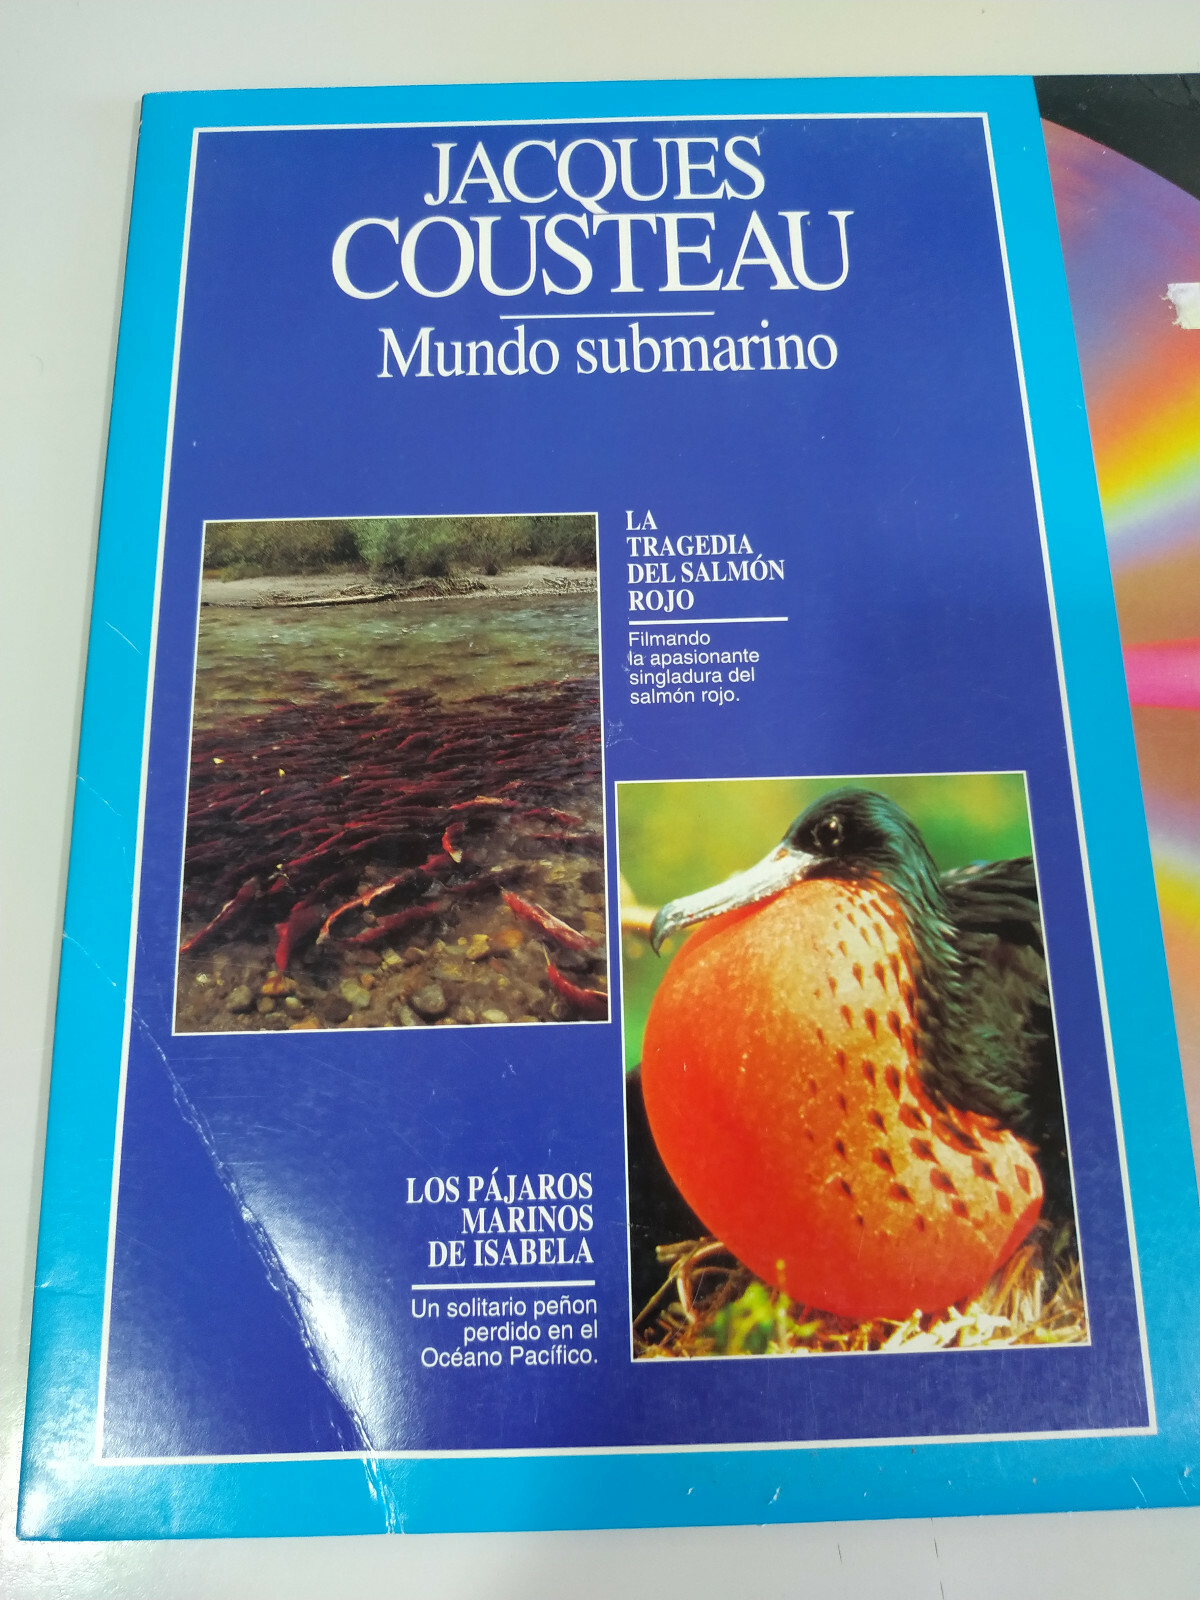 JACQUES
COUSTEAU
Mundo submarino
LA
TRAGEDIA
DEL SALMÓN
ROJO
Filmando
la apasionante
singladura del
salmón rojo.
LOS PÁJAROS
MARINOS
DE ISABELA
Un solitario peñon
perdido en el
Océano Pacífico.